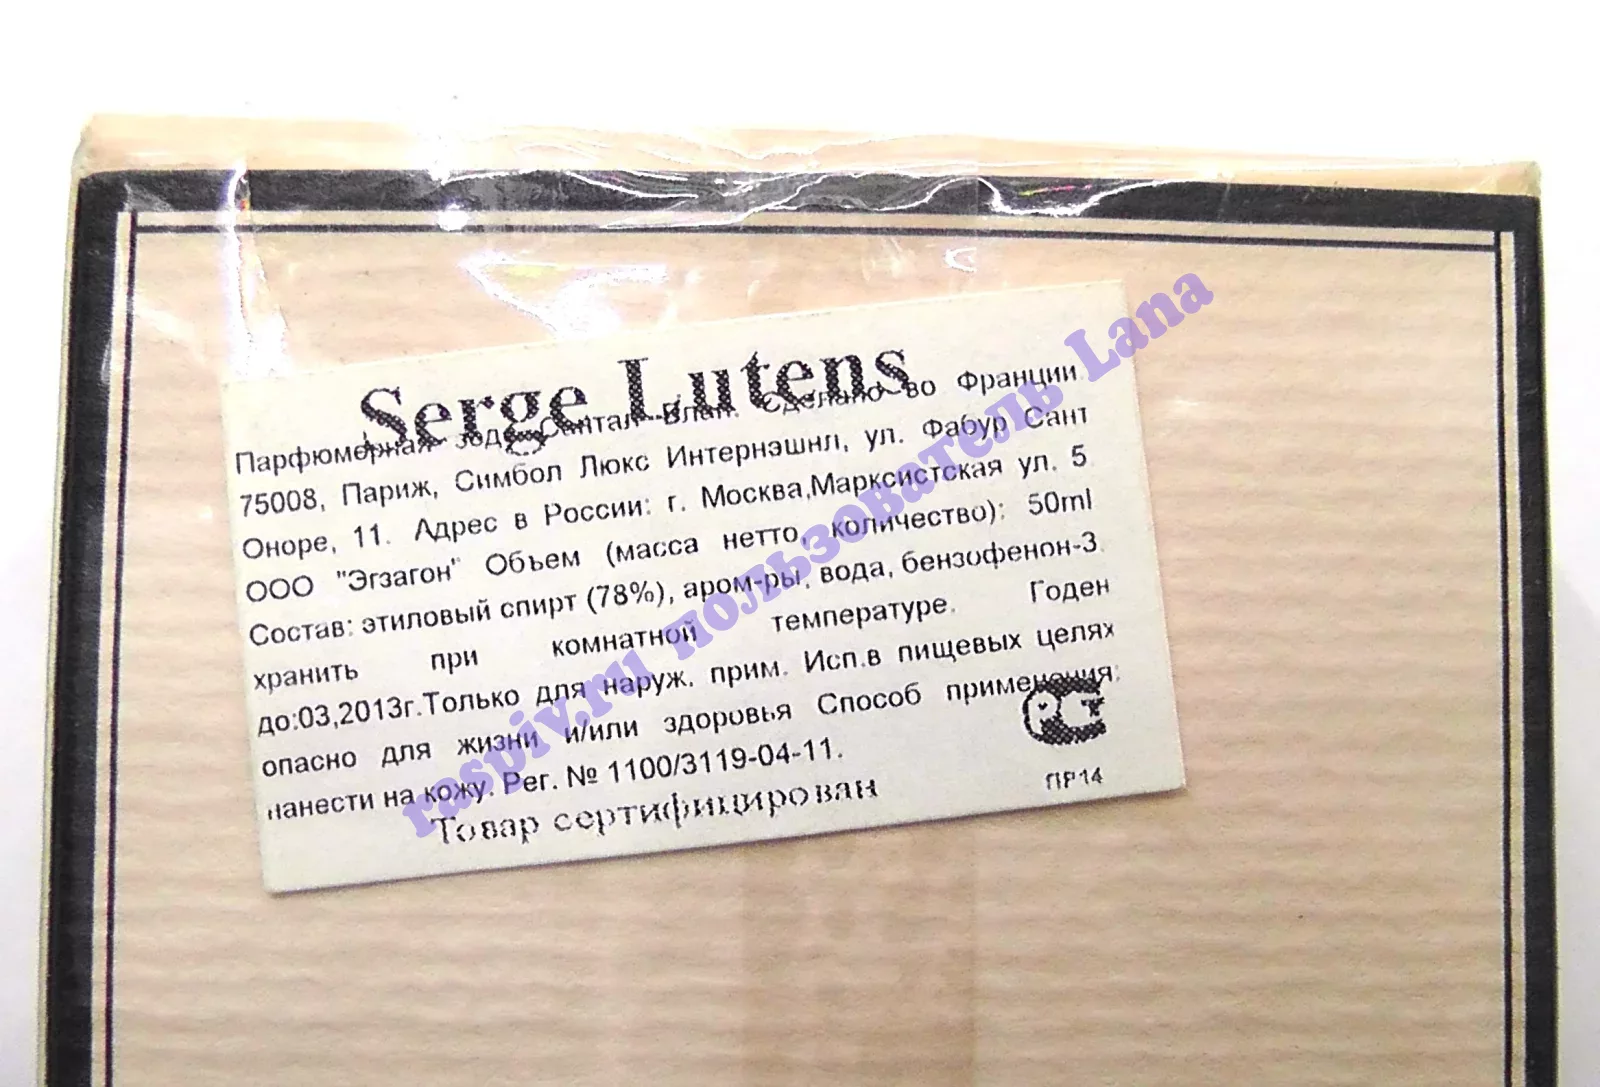 Serge Lutens
Парфюмерная вода Сантал Блан. Сделано во Франции.
75008, Париж, Симбол Люкс Интернэшнл, ул. Фабур Сант
Оноре, 11. Адрес в России: г. Москва,Марксистская ул. 5
ООО "Эгзагон" Объем (масса нетто, количество): 50ml
Состав: этиловый спирт (78%), аром-ры, вода, бензофенон-3.
хранить при комнатной температуре. Годен
до:03,2013г.Только для наруж. прим. Исп.в пищевых целях
опасно для жизни и/или здоровья Способ применения:
нанести на кожу. Рег. № 1100/3119-04-11.
Товар сертифицирован
РСТ
ПР14
raspiv.ru пользователь Lana